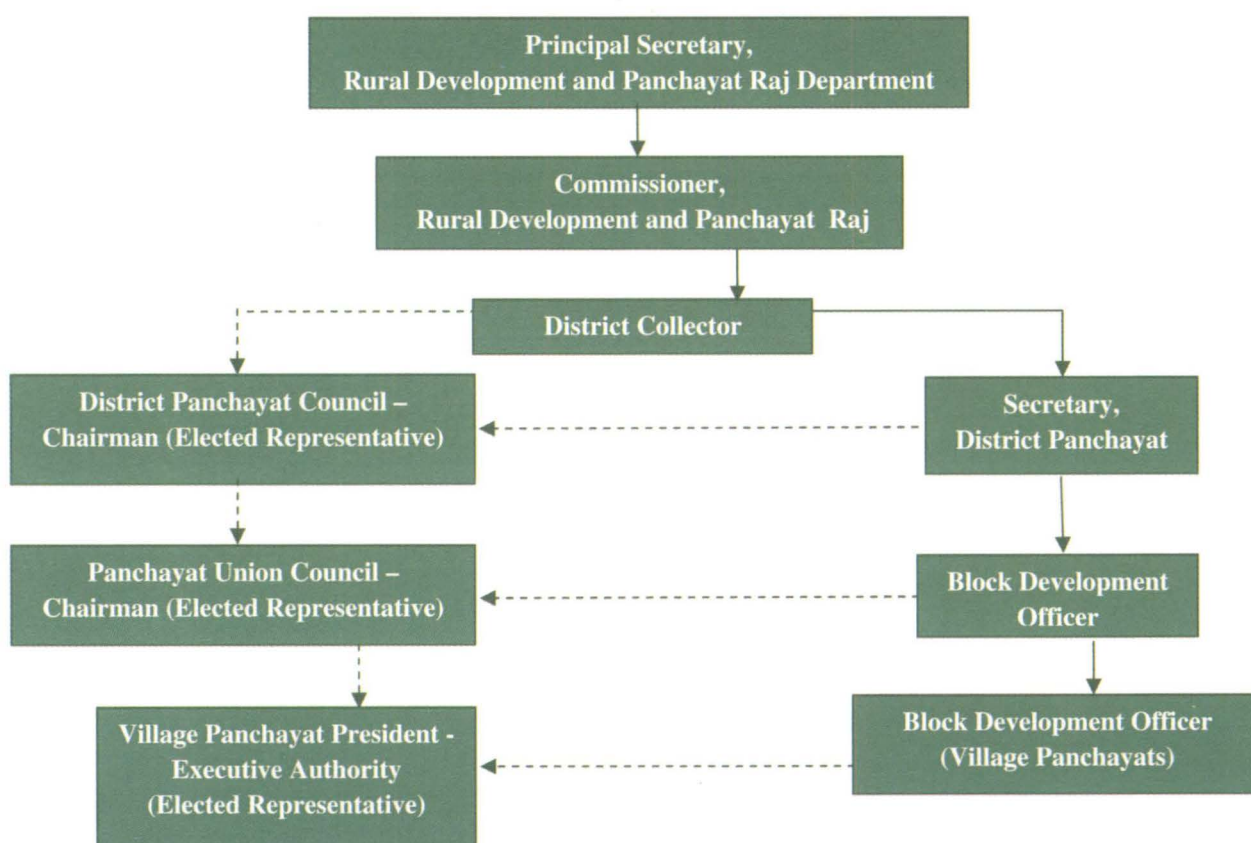 Principal Secretary,
Rural Development and Panchayat Raj Department
Commissioner,
Rural Development and Panchayat Raj
District Collector
District Panchayat Council –
Chairman (Elected Representative)
Secretary,
District Panchayat
Panchayat Union Council –
Chairman (Elected Representative)
Block Development
Officer
Village Panchayat President -
Executive Authority
(Elected Representative)
Block Development Officer
(Village Panchayats)